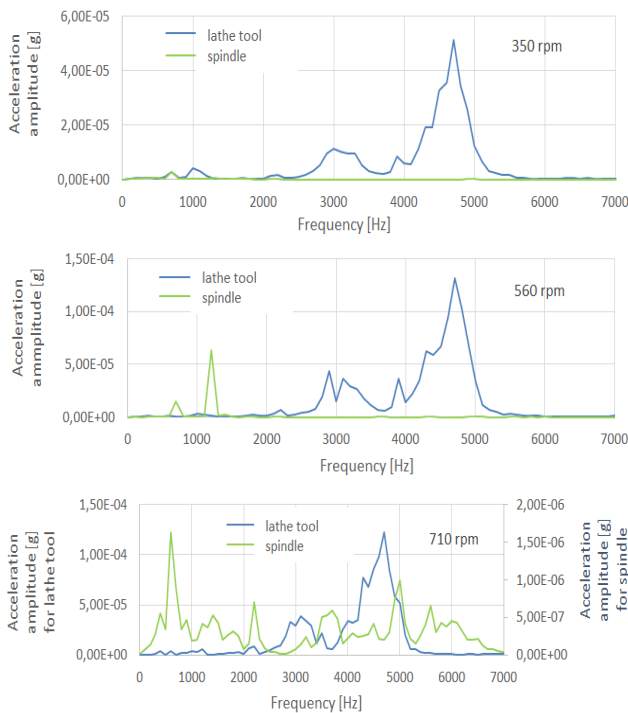 6,00E-05
4,00E-05
2,00E-05
0,00E+00
Acceleration
amplitude [g]
lathe tool
spindle
350 rpm
0 1000 2000 3000 4000 5000 6000 7000
Frequency [Hz]
1,50E-04
1,00E-04
5,00E-05
0,00E+00
Acceleration
ammplitude [g]
lathe tool
spindle
560 rpm
0 1000 2000 3000 4000 5000 6000 7000
Frequency [Hz]
1,50E-04
1,00E-04
5,00E-05
0,00E+00
Acceleration
amplitude [g]
for lathe tool
lathe tool
spindle
710 rpm
2,00E-06
1,50E-06
1,00E-06
5,00E-07
0,00E+00
Acceleration
amplitude [g]
for spindle
0 1000 2000 3000 4000 5000 6000 7000
Frequency [Hz]